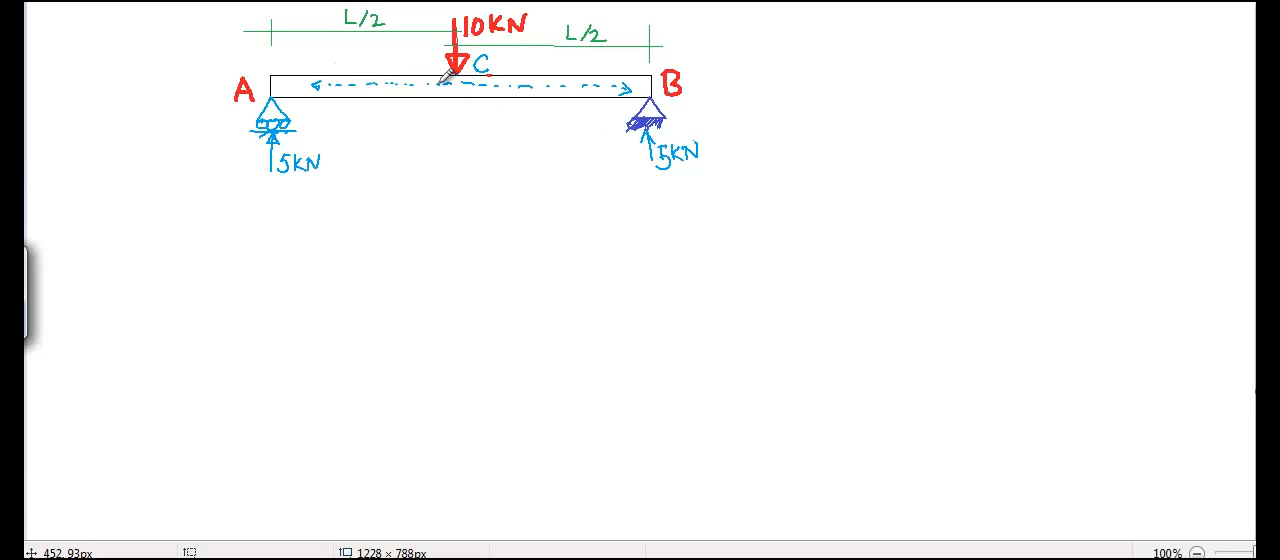 L/2
10KN
L/2
C
A
B
5KN
5KN
452, 93px
1228 × 788px
100%